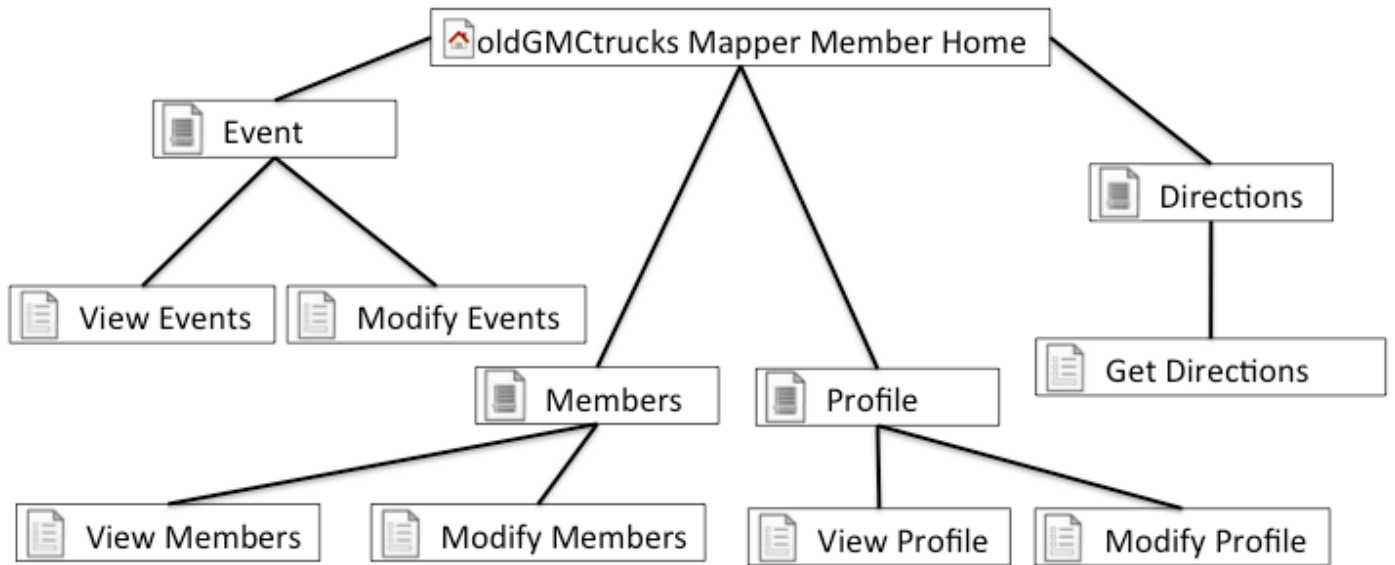 oldGMCtrucks Mapper Member Home
Event
Directions
View Events
Modify Events
Get Directions
Members
Profile
View Members
Modify Members
View Profile
Modify Profile